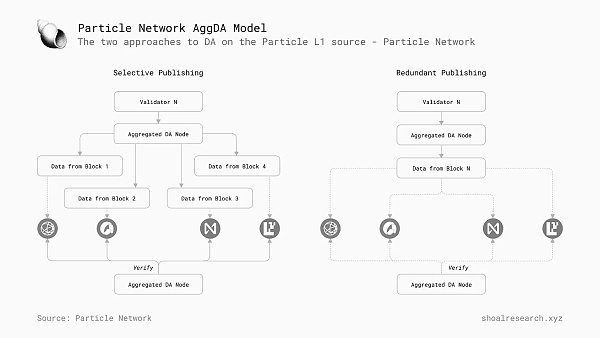 Particle Network AggDA Model
The two approaches to DA on the Particle L1 source - Particle Network
Selective Publishing
Validator N
Aggregated DA Node
Data from Block 1
Data from Block 4
Data from Block 2
Data from Block 3
Verify
Aggregated DA Node
Redundant Publishing
Validator N
Aggregated DA Node
Data from Block N
Verify
Aggregated DA Node
Source: Particle Network
shoalresearch.xyz